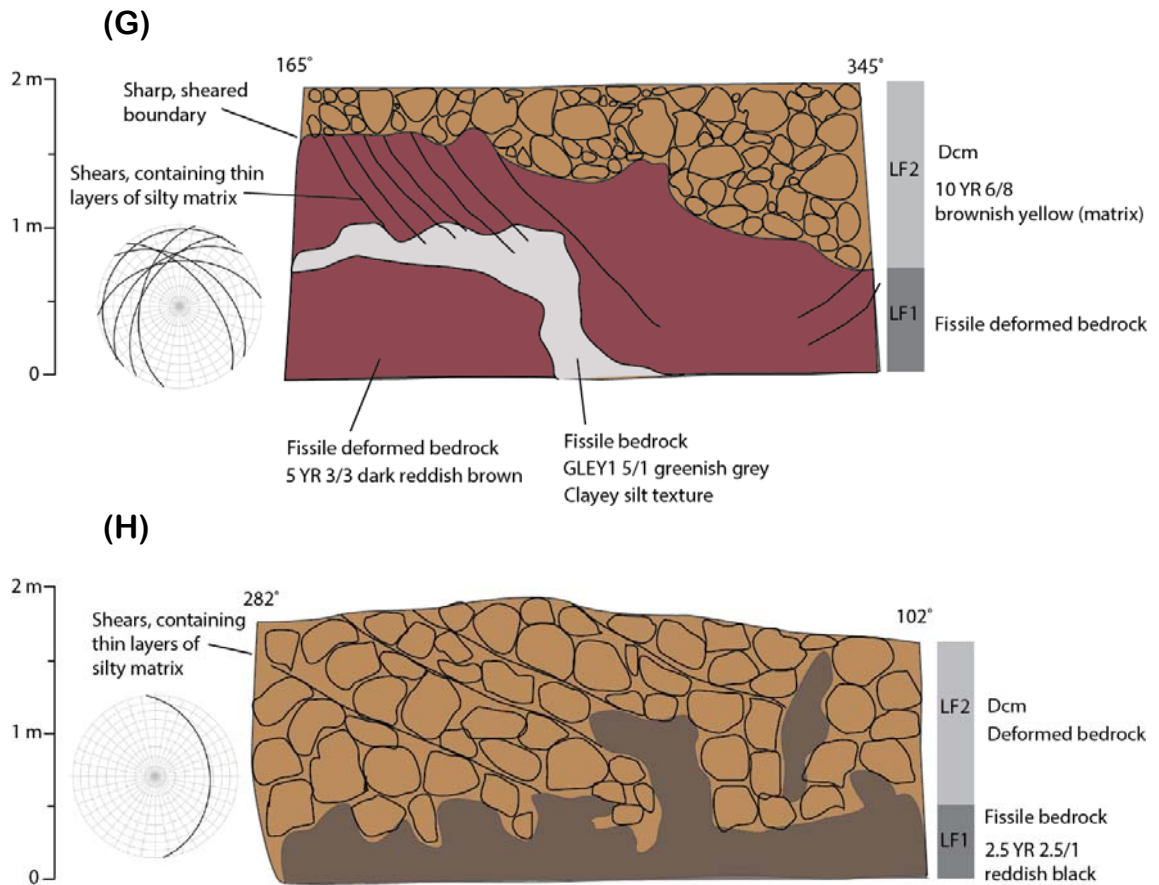 (G)
165°
345°
2 m
Sharp, sheared
boundary
Shears, containing thin
layers of silty matrix
1 m
0
LF2
Dcm
10 YR 6/8
brownish yellow (matrix)
LF1
Fissile deformed bedrock
Fissile deformed bedrock
5 YR 3/3 dark reddish brown
Fissile bedrock
GLEY1 5/1 greenish grey
Clayey silt texture
(H)
2 m
282°
102°
Shears, containing
thin layers of
silty matrix
1 m
0
LF2
Dcm
Deformed bedrock
LF1
Fissile bedrock
2.5 YR 2.5/1
reddish black